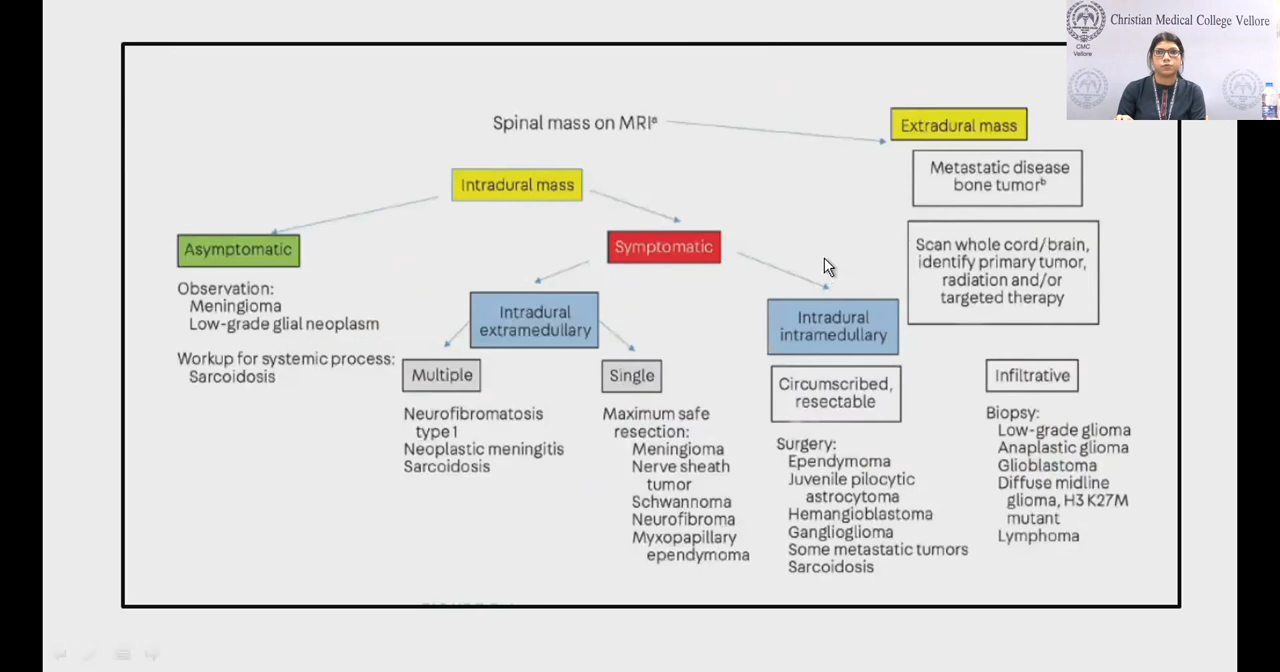 Christian Medical College Vellore
CMC
Vellore
Spinal mass on MRIᵃ
Extradural mass
Metastatic disease
bone tumorᵇ
Scan whole cord/brain,
identify primary tumor,
radiation and/or
targeted therapy
Intradural mass
Asymptomatic
Observation:
Meningioma
Low-grade glial neoplasm
Workup for systemic process:
Sarcoidosis
Symptomatic
Intradural
extramedullary
Multiple
Neurofibromatosis
type 1
Neoplastic meningitis
Sarcoidosis
Single
Maximum safe
resection:
Meningioma
Nerve sheath
tumor
Schwannoma
Neurofibroma
Myxopapillary
ependymoma
Intradural
intramedullary
Circumscribed,
resectable
Surgery:
Ependymoma
Juvenile pilocytic
astrocytoma
Hemangioblastoma
Ganglioglioma
Some metastatic tumors
Sarcoidosis
Infiltrative
Biopsy:
Low-grade glioma
Anaplastic glioma
Glioblastoma
Diffuse midline
glioma, H3 K27M
mutant
Lymphoma